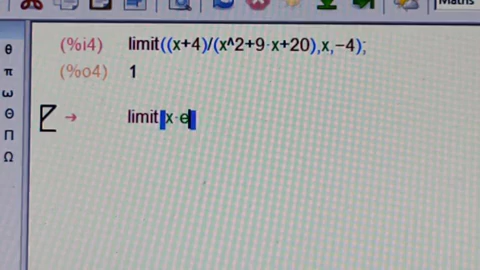 Maths
θ
(%i4) limit((x+4)/(x^2+9·x+20),x,−4);
π
(%o4) 1
ω
Θ
→ limit(x·e)
Π
Ω